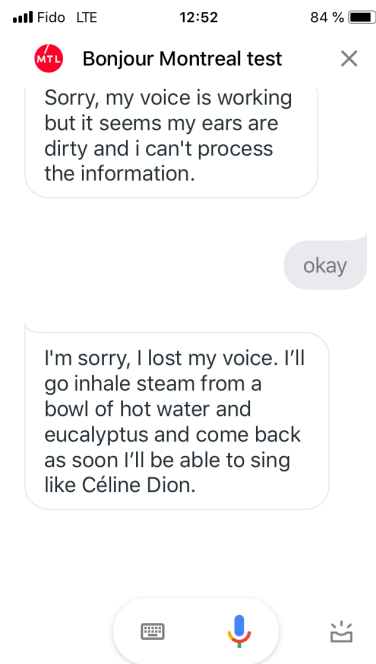 Fido LTE 12:52 84 %
MTL Bonjour Montreal test
Sorry, my voice is working
but it seems my ears are
dirty and i can't process
the information.
okay
I'm sorry, I lost my voice. I’ll
go inhale steam from a
bowl of hot water and
eucalyptus and come back
as soon I’ll be able to sing
like Céline Dion.